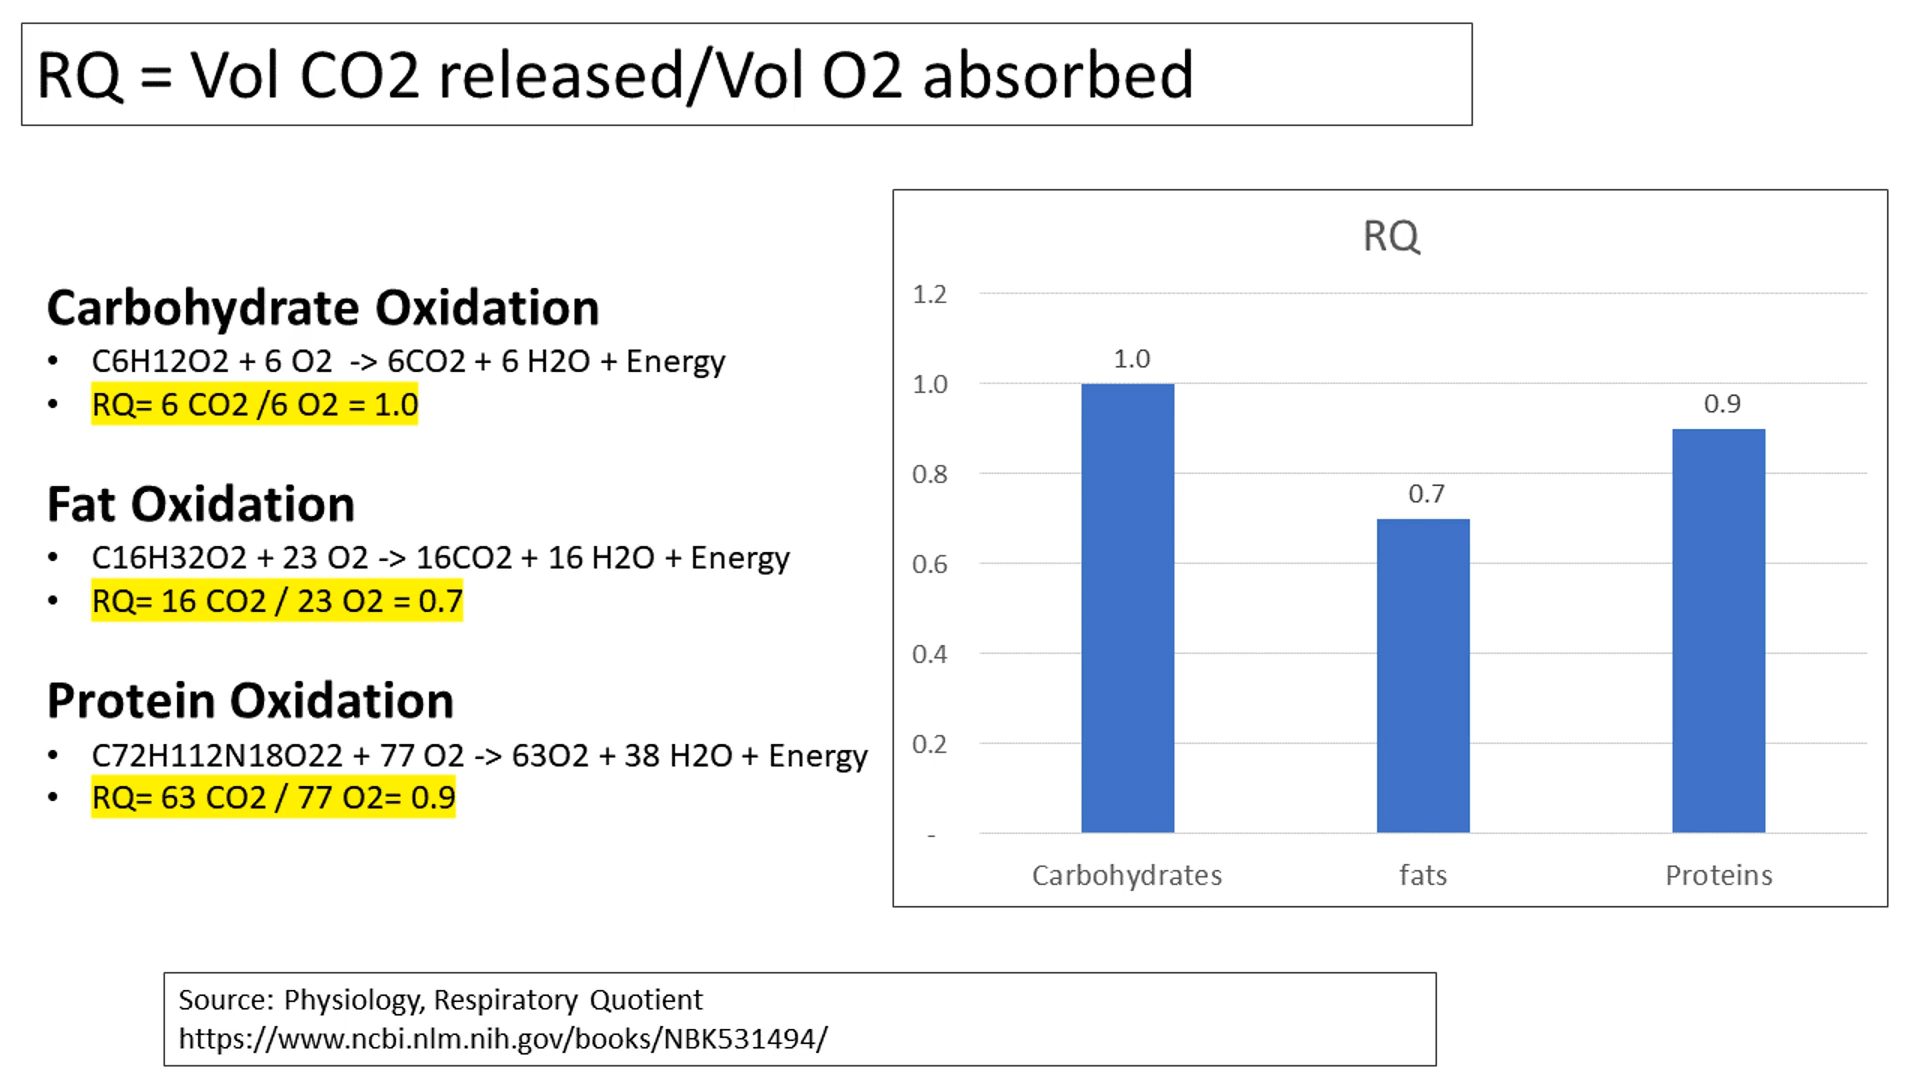 RQ = Vol CO2 released/Vol O2 absorbed
Carbohydrate Oxidation
• C6H12O2 + 6 O2 -> 6CO2 + 6 H2O + Energy
• RQ= 6 CO2 /6 O2 = 1.0
Fat Oxidation
• C16H32O2 + 23 O2 -> 16CO2 + 16 H2O + Energy
• RQ= 16 CO2 / 23 O2 = 0.7
Protein Oxidation
• C72H112N18O22 + 77 O2 -> 63O2 + 38 H2O + Energy
• RQ= 63 CO2 / 77 O2= 0.9
RQ
1.2
1.0
0.8
0.6
0.4
0.2
-
1.0
0.7
0.9
Carbohydrates fats Proteins
Source: Physiology, Respiratory Quotient
https://www.ncbi.nlm.nih.gov/books/NBK531494/